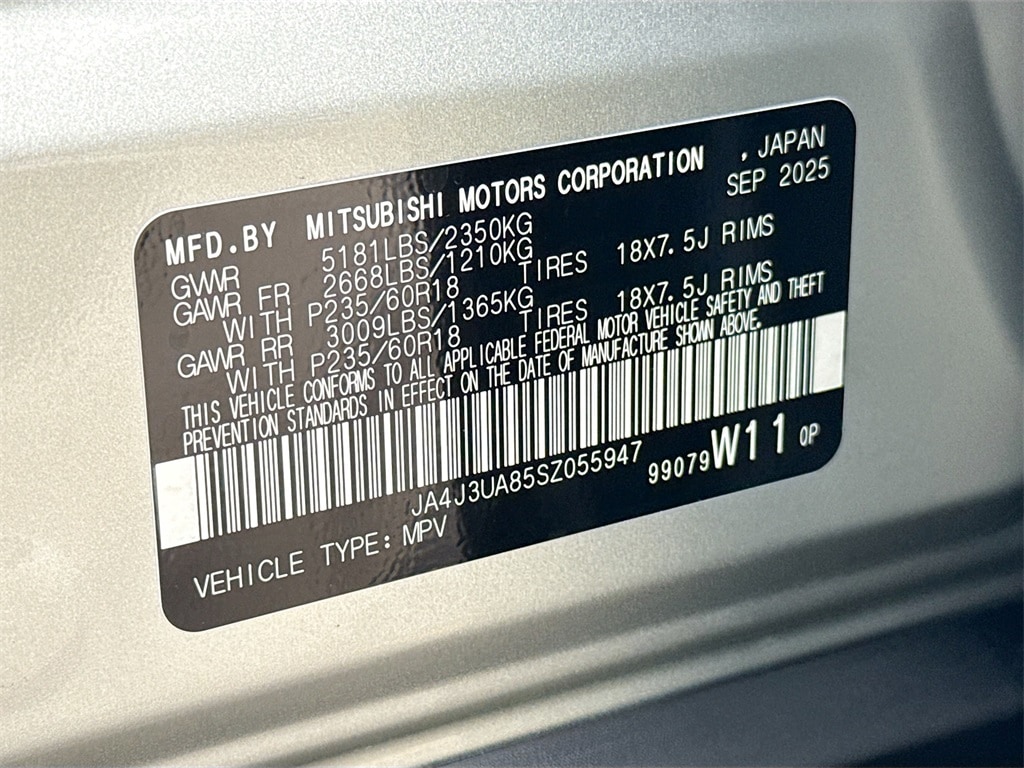 MFD.BY MITSUBISHI MOTORS CORPORATION , JAPAN
SEP 2025
GWR 5181LBS/2350KG
GAWR FR 2668LBS/1210KG
WITH P235/60R18 TIRES 18X7.5J RIMS
GAWR RR 3009LBS/1365KG
WITH P235/60R18 TIRES 18X7.5J RIMS
THIS VEHICLE CONFORMS TO ALL APPLICABLE FEDERAL MOTOR VEHICLE SAFETY AND THEFT
PREVENTION STANDARDS IN EFFECT ON THE DATE OF MANUFACTURE SHOWN ABOVE.
JA4J3UA85SZ055947 99079 W11 0P
VEHICLE TYPE: MPV